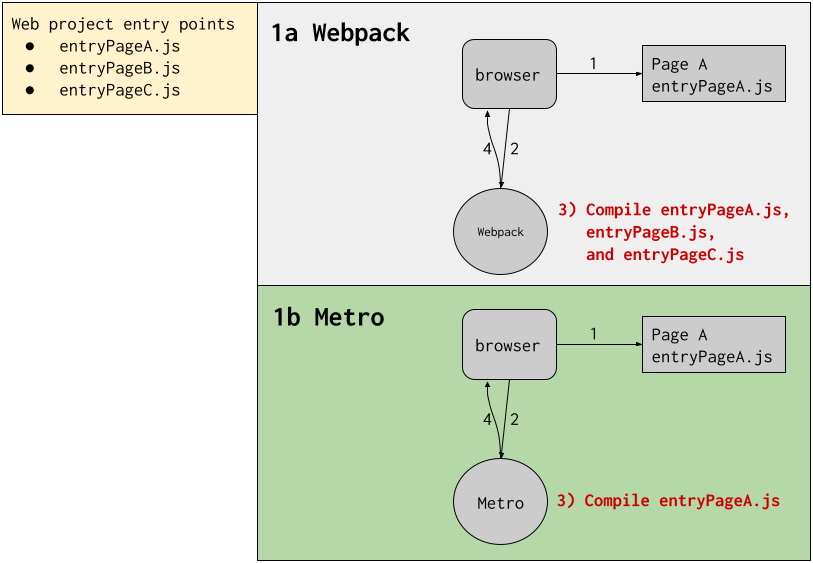 Web project entry points
● entryPageA.js
● entryPageB.js
● entryPageC.js
1a Webpack
browser
1
Page A
entryPageA.js
4
2
Webpack
3) Compile entryPageA.js,
entryPageB.js,
and entryPageC.js
1b Metro
browser
1
Page A
entryPageA.js
4
2
Metro
3) Compile entryPageA.js